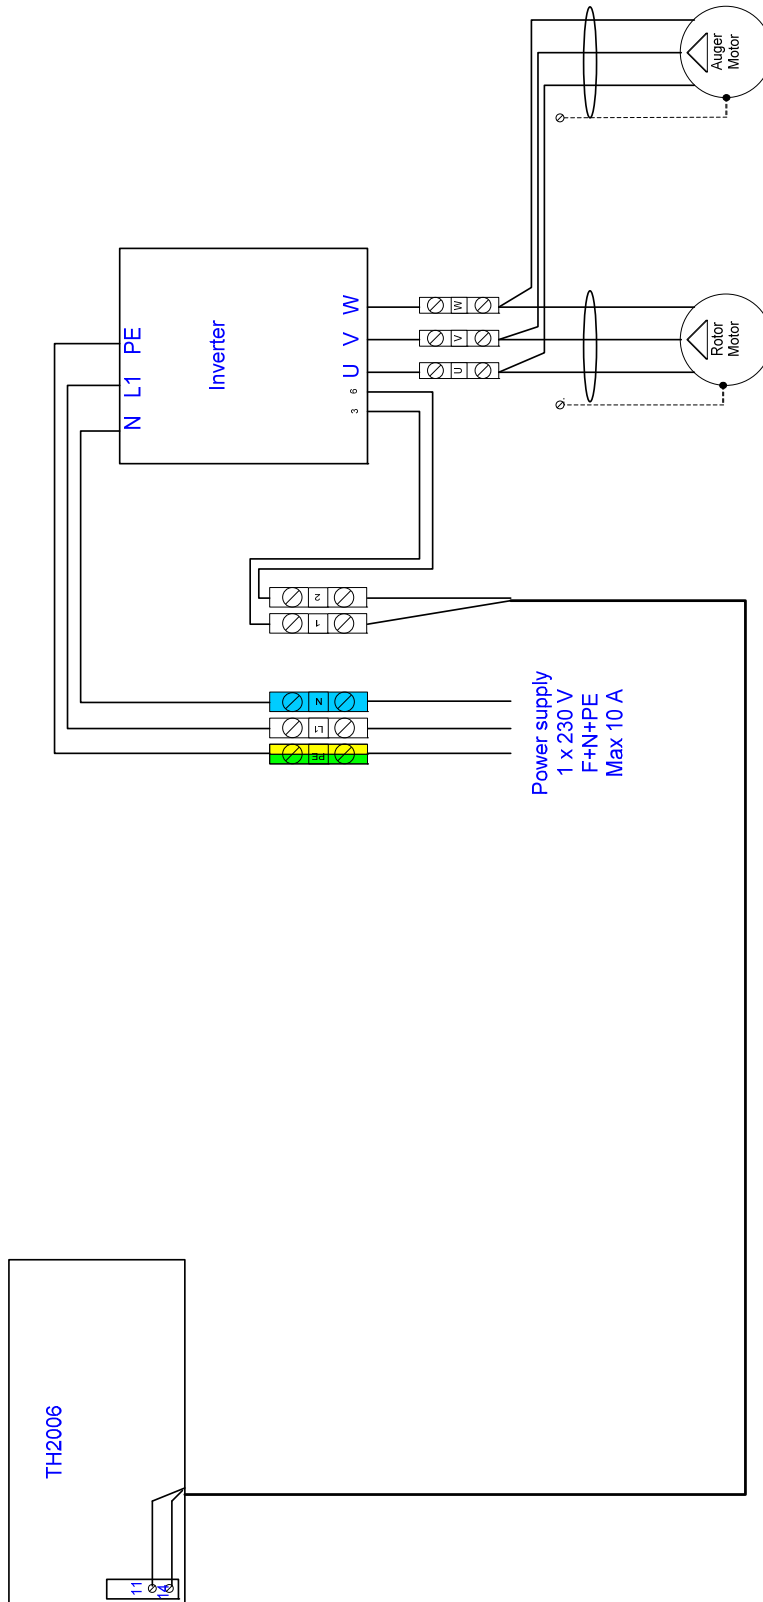 Auger
Motor
Rotor
Motor
Inverter
PE
L1
N
W
V
U
6
3
W
V
U
2
1
N
L1
PE
Power supply
1 x 230 V
F+N+PE
Max 10 A
TH2006
11
14